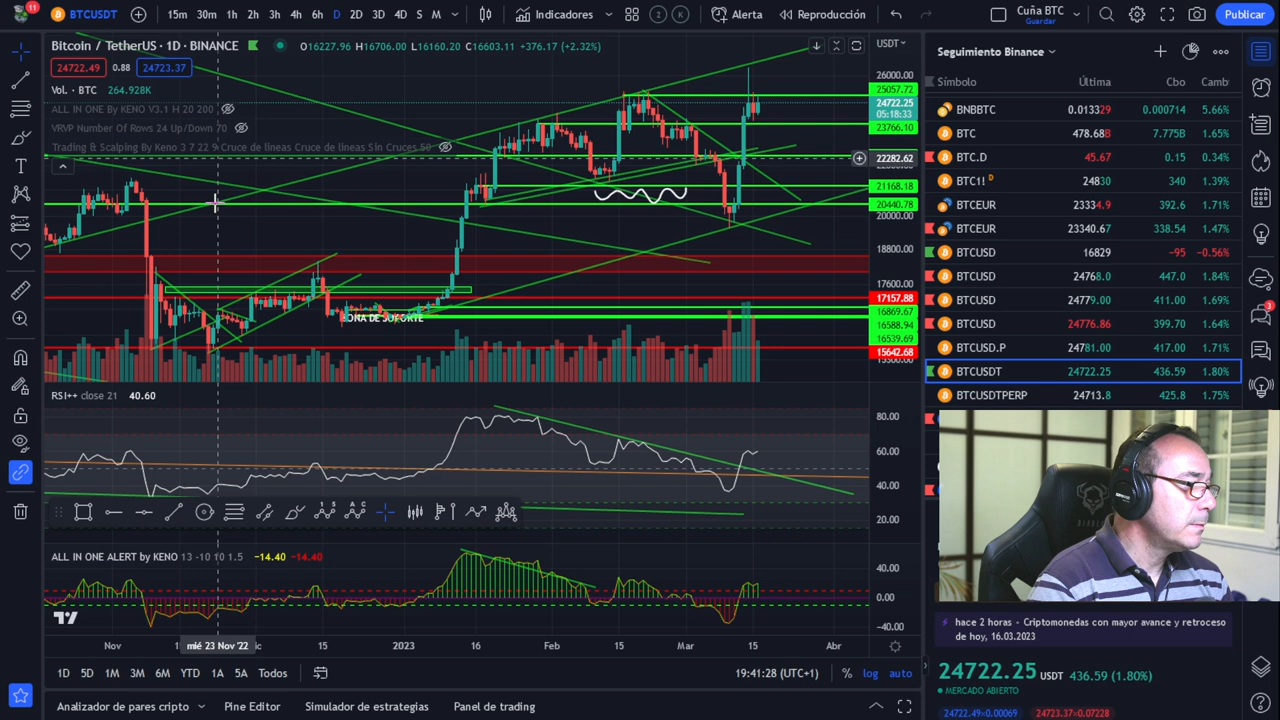 11
BTCUSDT
15m 30m 1h 2h 3h 4h 6h D 2D 3D 4D S M
Indicadores
2 K
Alerta
Reproducción
Cuña BTC
Guardar
Publicar
Bitcoin / TetherUS · 1D · BINANCE
O16227.96 H16706.00 L16160.20 C16603.11 +376.17 (+2.32%)
24722.49 0.88 24723.37
Vol. · BTC 264.928K
ALL IN ONE By KENO V3.1 H 20 200
VRVP Number Of Rows 24 Up/Down 70
Trading & Scalping By Keno 3 7 22 9 Cruce de líneas Cruce de líneas Sin Cruces 50
USDT
26000.00
25057.72
24722.25
05:18:33
23766.10
22282.62
21168.18
20440.78
20000.00
18800.00
17600.00
17157.88
16869.67
16588.94
16539.69
15642.68
ZONA DE SUPORTE
RSI++ close 21 40.60
80.00
60.00
40.00
20.00
ALL IN ONE ALERT by KENO 13 -10 10 1.5 −14.40 −14.40
40.00
0.00
−40.00
Nov
mié 23 Nov '22
15
2023
16
Feb
15
Mar
15
Abr
1D 5D 1M 3M 6M YTD 1A 5A Todos
19:41:28 (UTC+1)
% log auto
Analizador de pares cripto
Pine Editor
Simulador de estrategias
Panel de trading
Seguimiento Binance
Símbolo Última Cbo Camb
BNBBTC 0.013329 0.000714 5.66%
BTC 478.68B 7.775B 1.65%
BTC.D 45.67 0.15 0.34%
BTC1! D 24830 340 1.39%
BTCEUR 23334.9 392.6 1.71%
BTCEUR 23340.67 338.54 1.47%
BTCUSD 16829 −95 −0.56%
BTCUSD 24768.0 447.0 1.84%
BTCUSD 24779.00 411.00 1.69%
BTCUSD 24776.86 399.70 1.64%
BTCUSD.P 24781.00 417.00 1.71%
BTCUSDT 24722.25 436.59 1.80%
BTCUSDTPERP 24713.8 425.8 1.75%
3
hace 2 horas · Criptomonedas con mayor avance y retroceso
de hoy, 16.03.2023
24722.25 USDT 436.59 (1.80%)
MERCADO ABIERTO
24722.49×0.00069 24723.37×0.07228